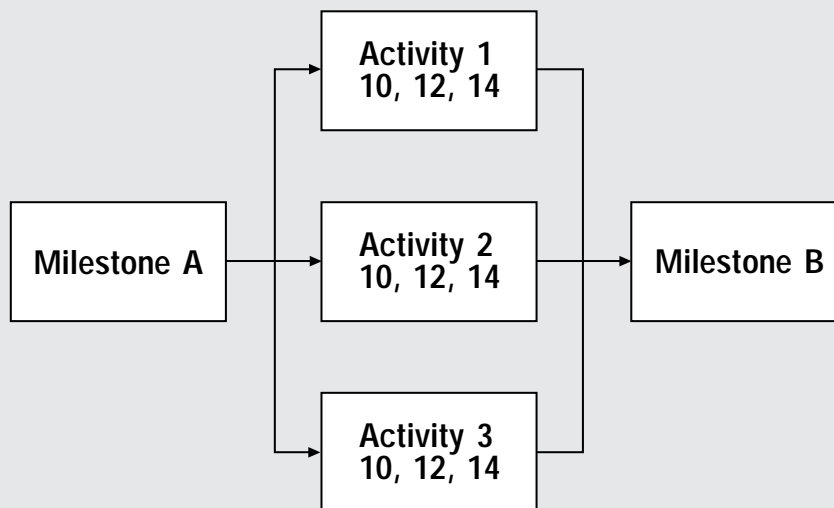 Activity 1
10, 12, 14
Milestone A
Activity 2
10, 12, 14
Milestone B
Activity 3
10, 12, 14